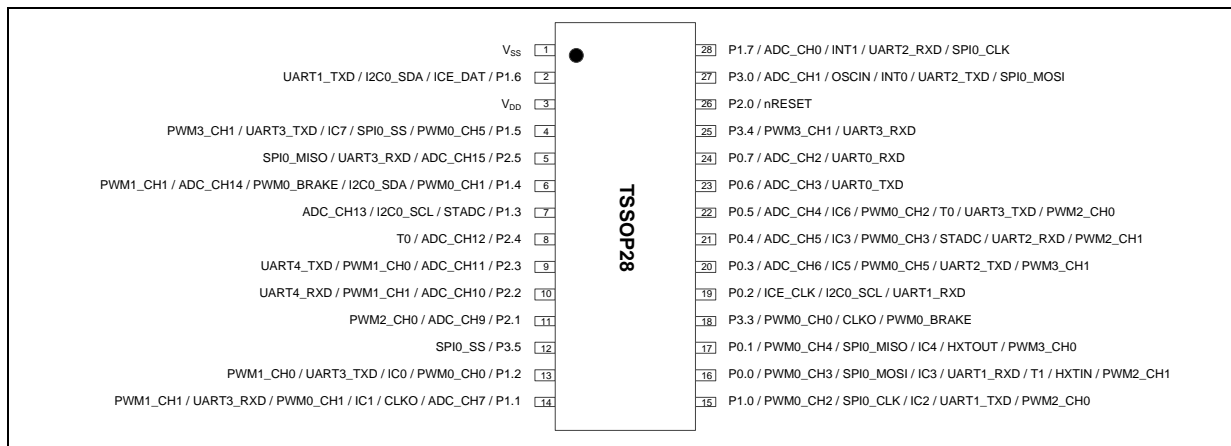 V_SS 1
UART1_TXD / I2C0_SDA / ICE_DAT / P1.6 2
V_DD 3
PWM3_CH1 / UART3_TXD / IC7 / SPI0_SS / PWM0_CH5 / P1.5 4
SPI0_MISO / UART3_RXD / ADC_CH15 / P2.5 5
PWM1_CH1 / ADC_CH14 / PWM0_BRAKE / I2C0_SDA / PWM0_CH1 / P1.4 6
ADC_CH13 / I2C0_SCL / STADC / P1.3 7
T0 / ADC_CH12 / P2.4 8
UART4_TXD / PWM1_CH0 / ADC_CH11 / P2.3 9
UART4_RXD / PWM1_CH1 / ADC_CH10 / P2.2 10
PWM2_CH0 / ADC_CH9 / P2.1 11
SPI0_SS / P3.5 12
PWM1_CH0 / UART3_TXD / IC0 / PWM0_CH0 / P1.2 13
PWM1_CH1 / UART3_RXD / PWM0_CH1 / IC1 / CLKO / ADC_CH7 / P1.1 14
TSSOP28
28 P1.7 / ADC_CH0 / INT1 / UART2_RXD / SPI0_CLK
27 P3.0 / ADC_CH1 / OSCIN / INT0 / UART2_TXD / SPI0_MOSI
26 P2.0 / nRESET
25 P3.4 / PWM3_CH1 / UART3_RXD
24 P0.7 / ADC_CH2 / UART0_RXD
23 P0.6 / ADC_CH3 / UART0_TXD
22 P0.5 / ADC_CH4 / IC6 / PWM0_CH2 / T0 / UART3_TXD / PWM2_CH0
21 P0.4 / ADC_CH5 / IC3 / PWM0_CH3 / STADC / UART2_RXD / PWM2_CH1
20 P0.3 / ADC_CH6 / IC5 / PWM0_CH5 / UART2_TXD / PWM3_CH1
19 P0.2 / ICE_CLK / I2C0_SCL / UART1_RXD
18 P3.3 / PWM0_CH0 / CLKO / PWM0_BRAKE
17 P0.1 / PWM0_CH4 / SPI0_MISO / IC4 / HXTOUT / PWM3_CH0
16 P0.0 / PWM0_CH3 / SPI0_MOSI / IC3 / UART1_RXD / T1 / HXTIN / PWM2_CH1
15 P1.0 / PWM0_CH2 / SPI0_CLK / IC2 / UART1_TXD / PWM2_CH0